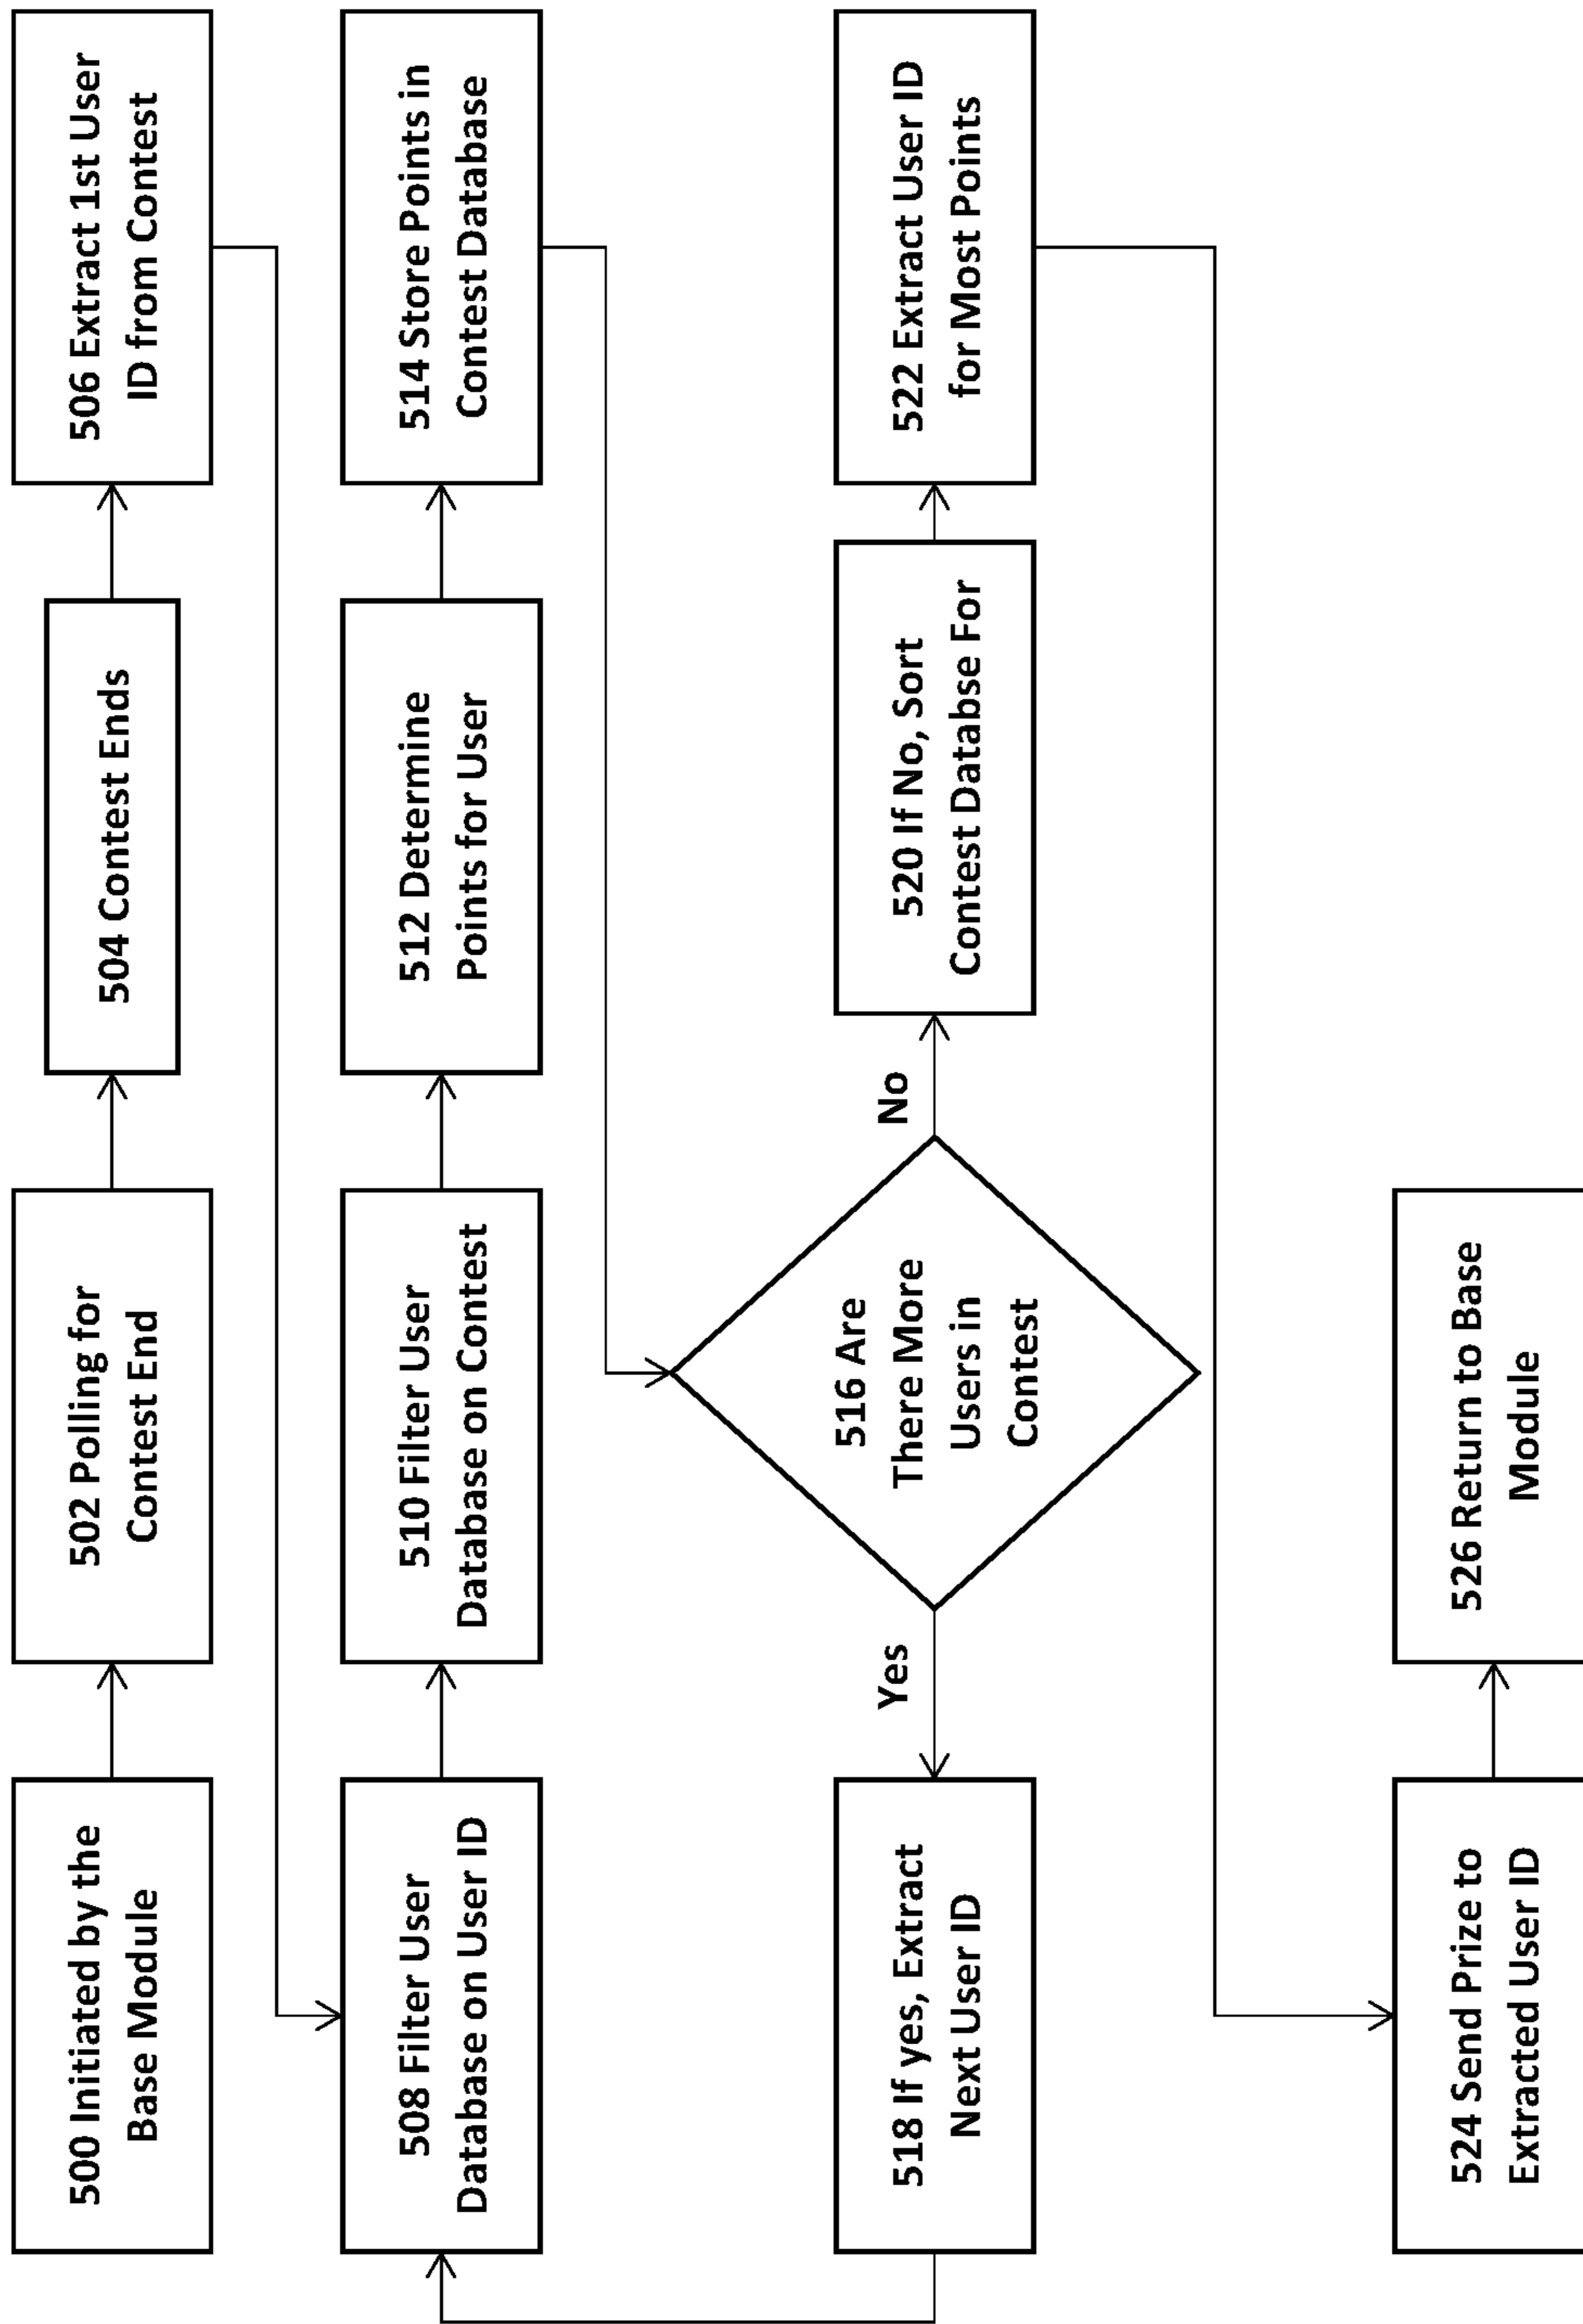 500 Initiated by the
Base Module
502 Polling for
Contest End
504 Contest Ends
506 Extract 1st User
ID from Contest
508 Filter User
Database on User ID
510 Filter User
Database on Contest
512 Determine
Points for User
514 Store Points in
Contest Database
518 If yes, Extract
Next User ID
Yes
516 Are
There More
Users in
Contest
No
520 If No, Sort
Contest Databse For
522 Extract User ID
for Most Points
524 Send Prize to
Extracted User ID
526 Return to Base
Module